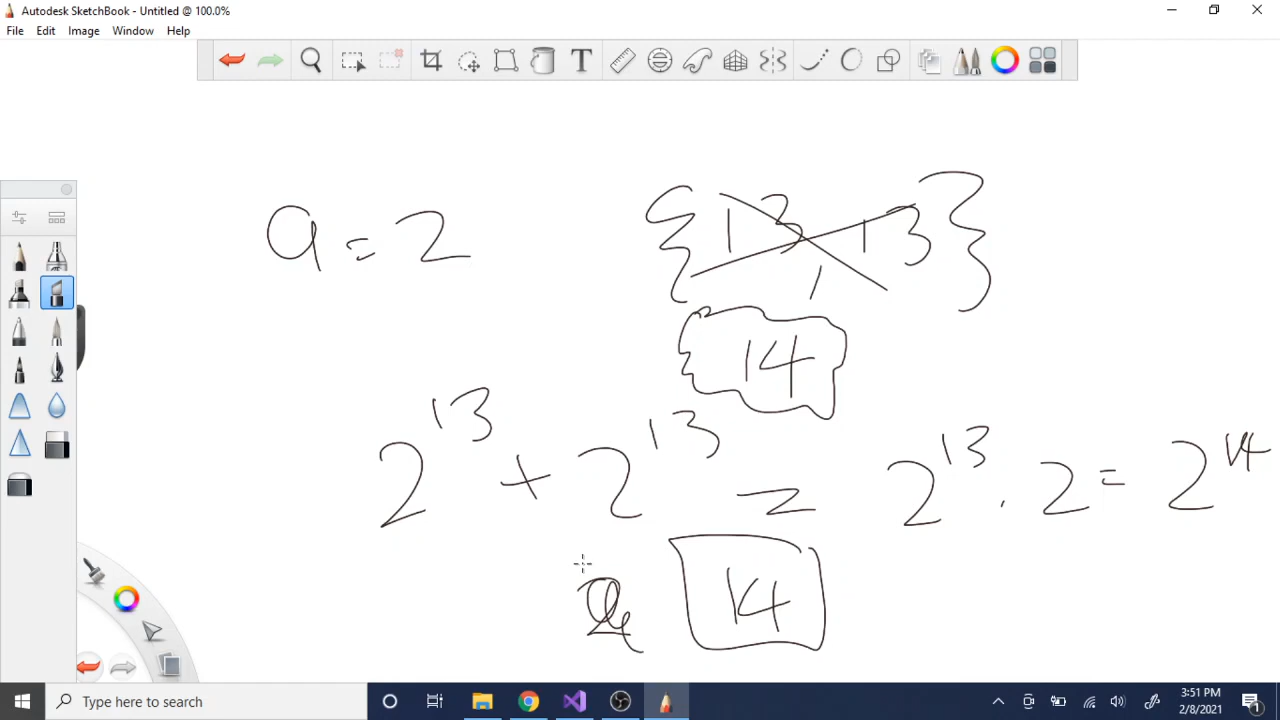 Autodesk SketchBook - Untitled @ 100.0%
File Edit Image Window Help
a = 2 { 13 , 13 }
14
2^13 + 2^13 = 2^13 . 2 = 2^14
14
Type here to search
3:51 PM
2/8/2021
1